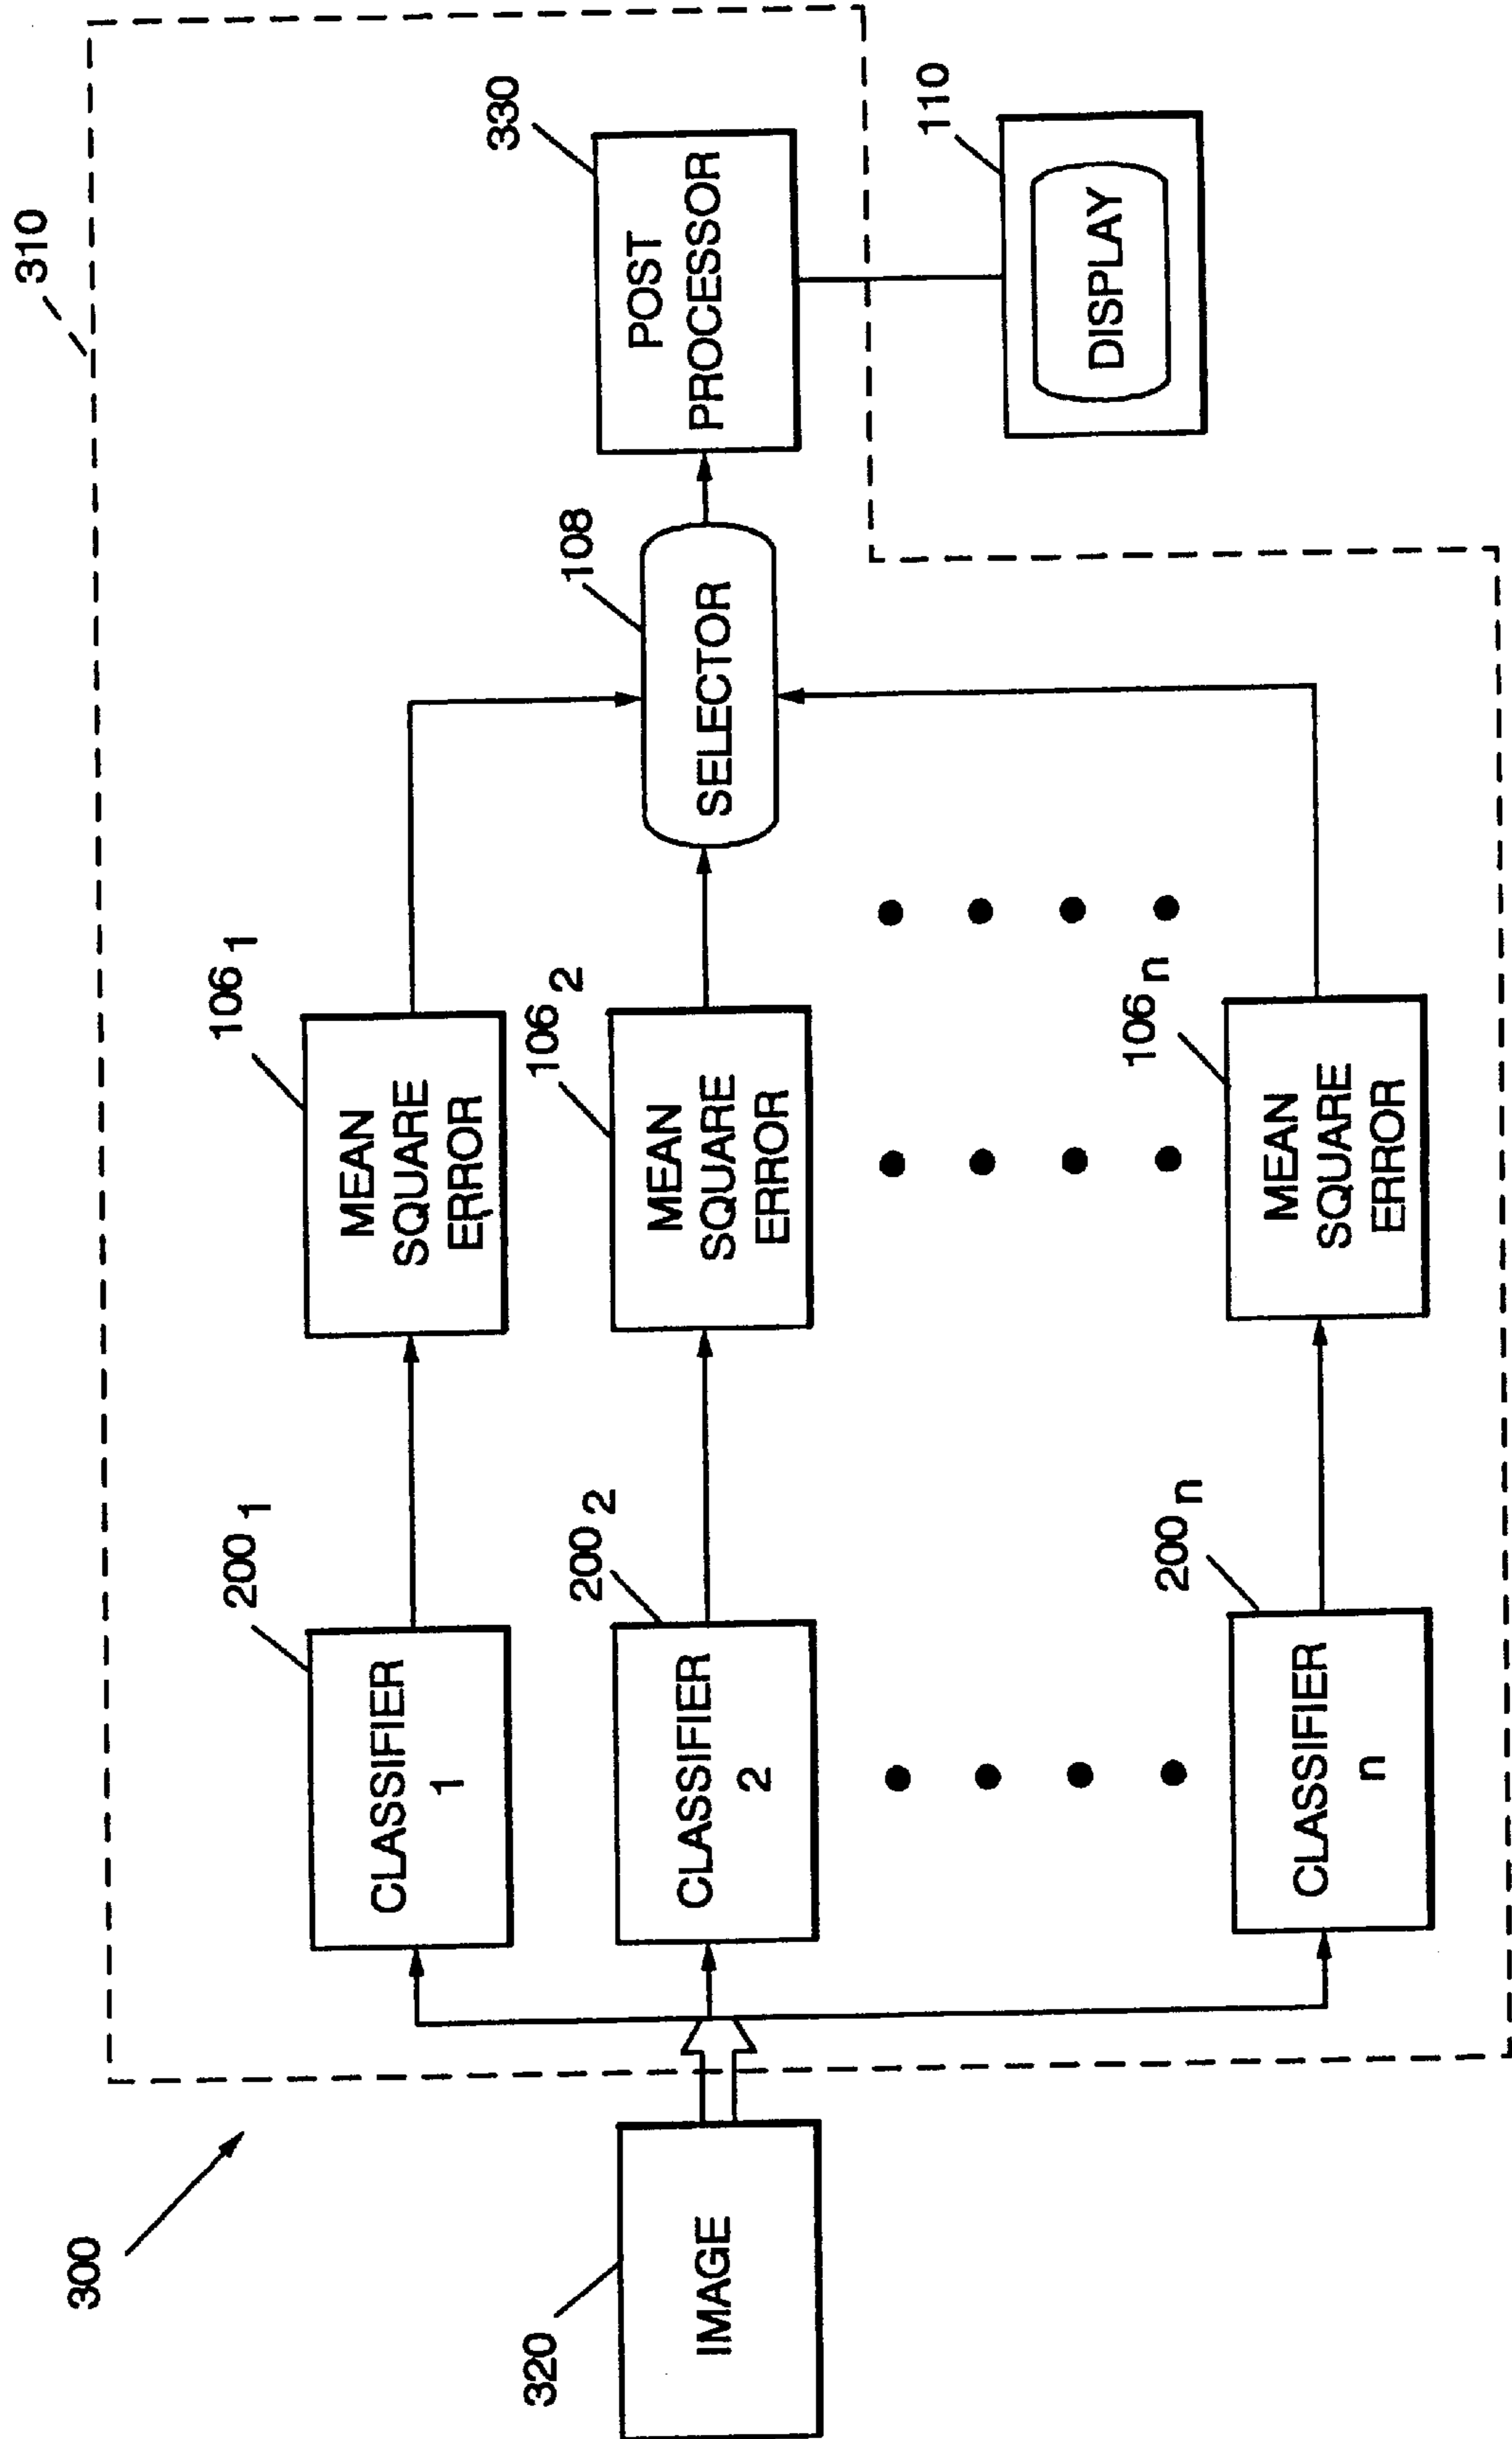 300
310
320
IMAGE
200 1
CLASSIFIER
1
106 1
MEAN
SQUARE
ERROR
200 2
CLASSIFIER
2
106 2
MEAN
SQUARE
ERROR
200 n
CLASSIFIER
n
106 n
MEAN
SQUARE
ERROR
108
SELECTOR
330
POST
PROCESSOR
110
DISPLAY